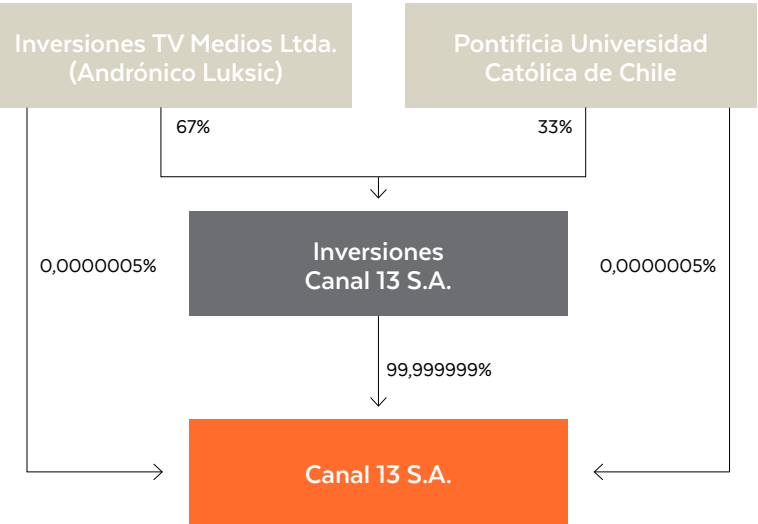 Inversiones TV Medios Ltda.
(Andrónico Luksic)
Pontificia Universidad
Católica de Chile
67%
33%
0,0000005%
Inversiones
Canal 13 S.A.
0,0000005%
99,999999%
Canal 13 S.A.